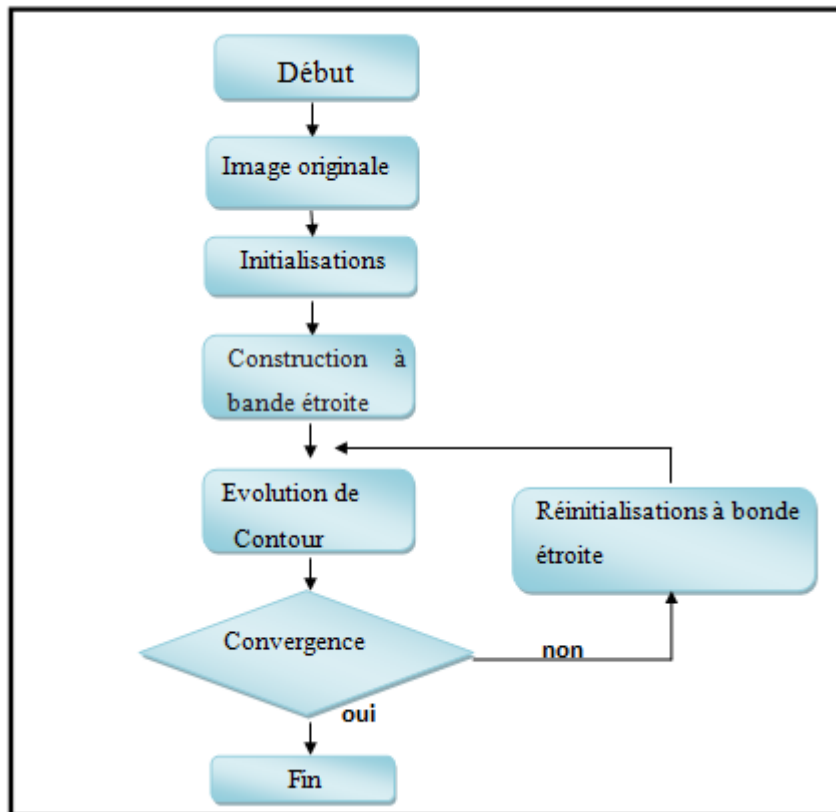 Début
Image originale
Initialisations
Construction à
bande étroite
Evolution de
Contour
Réinitialisations à bonde
étroite
Convergence
non
oui
Fin